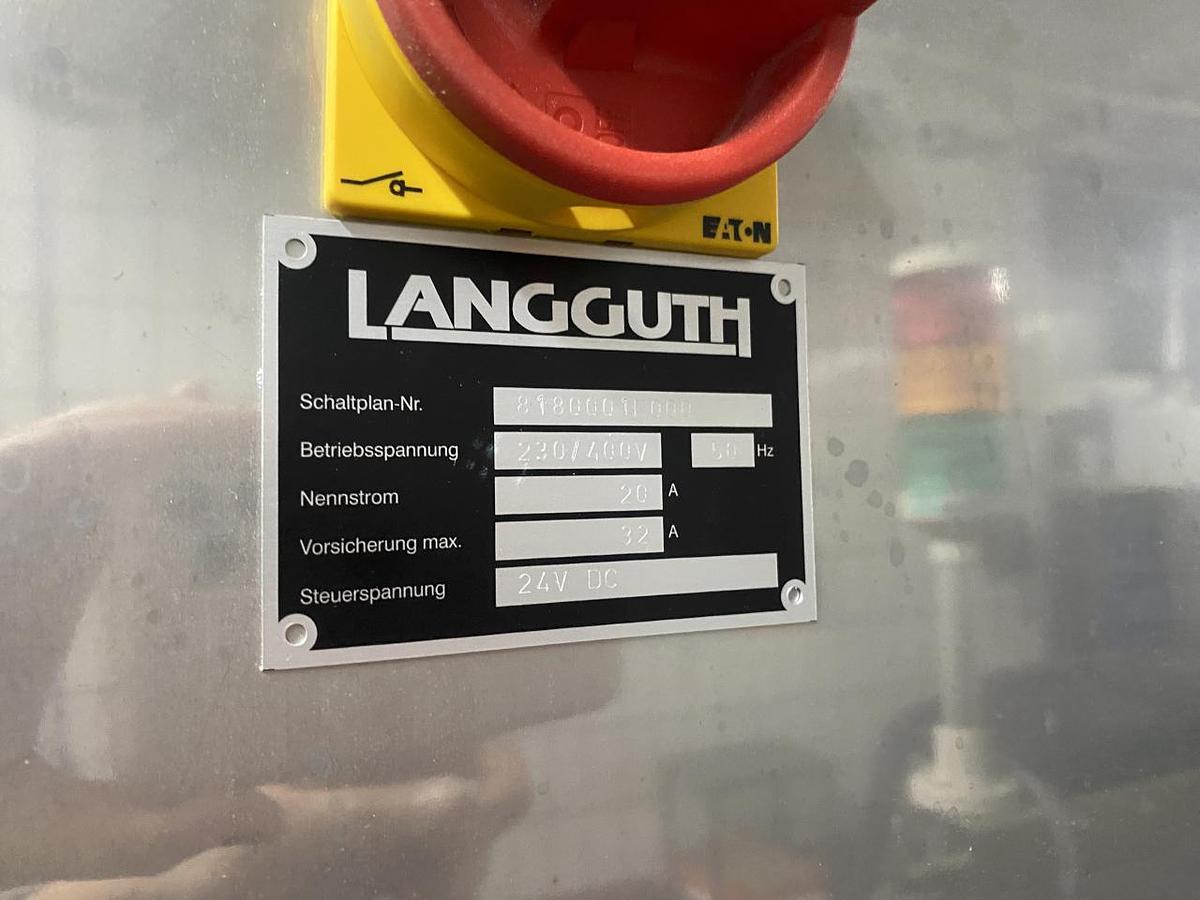 EATON
LANGGUTH
Schaltplan-Nr.
Betriebsspannung 230/400V 50 Hz
Nennstrom 20 A
Vorsicherung max. 32 A
Steuerspannung 24V DC